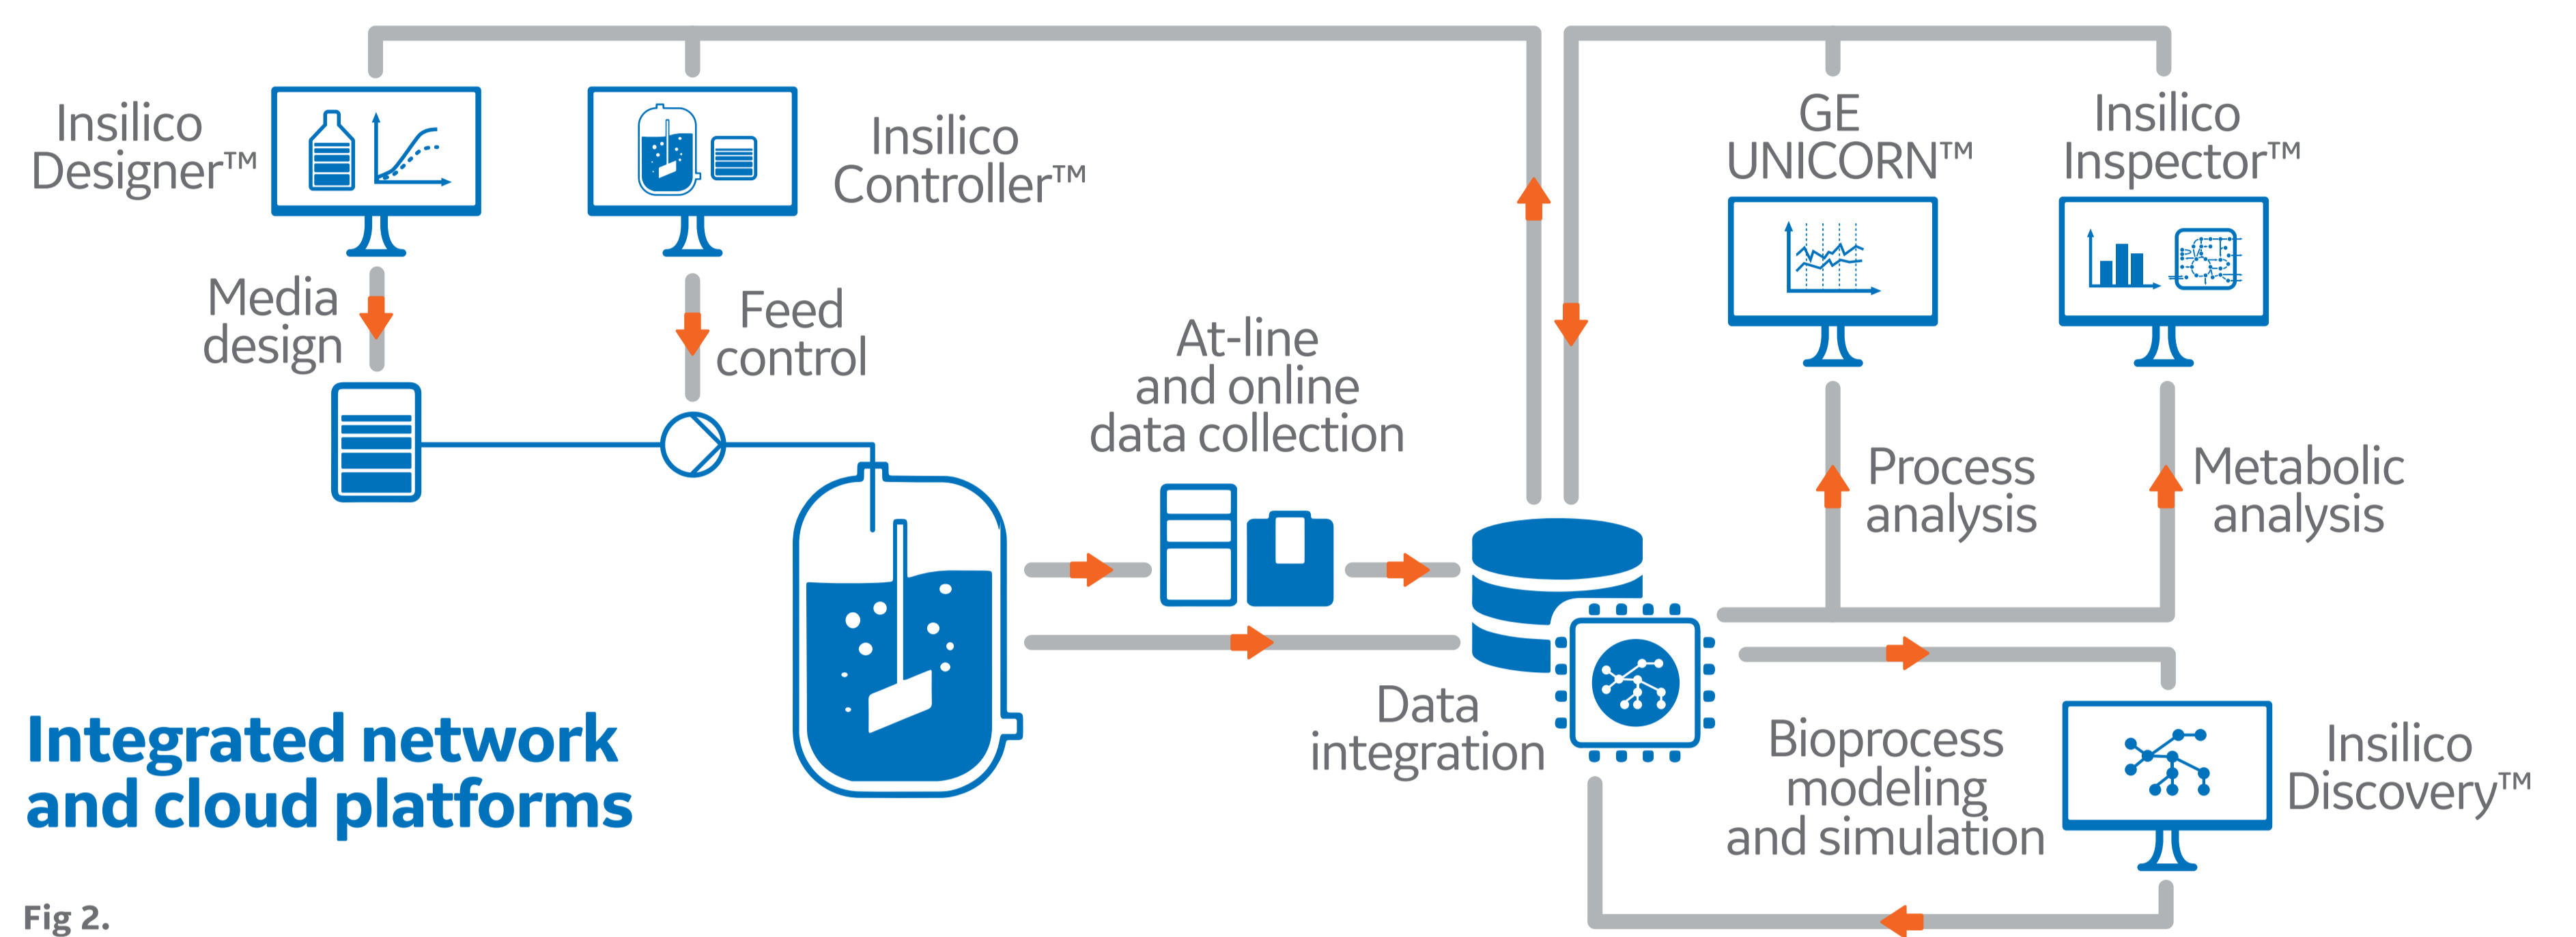 Insilico
Designer™
Insilico
Controller™
GE
UNICORN™
Insilico
Inspector™
Media
design
Feed
control
At-line
and online
data collection
Process
analysis
Metabolic
analysis
Data
integration
Bioprocess
modeling
and simulation
Insilico
Discovery™
Integrated network
and cloud platforms
Fig 2.